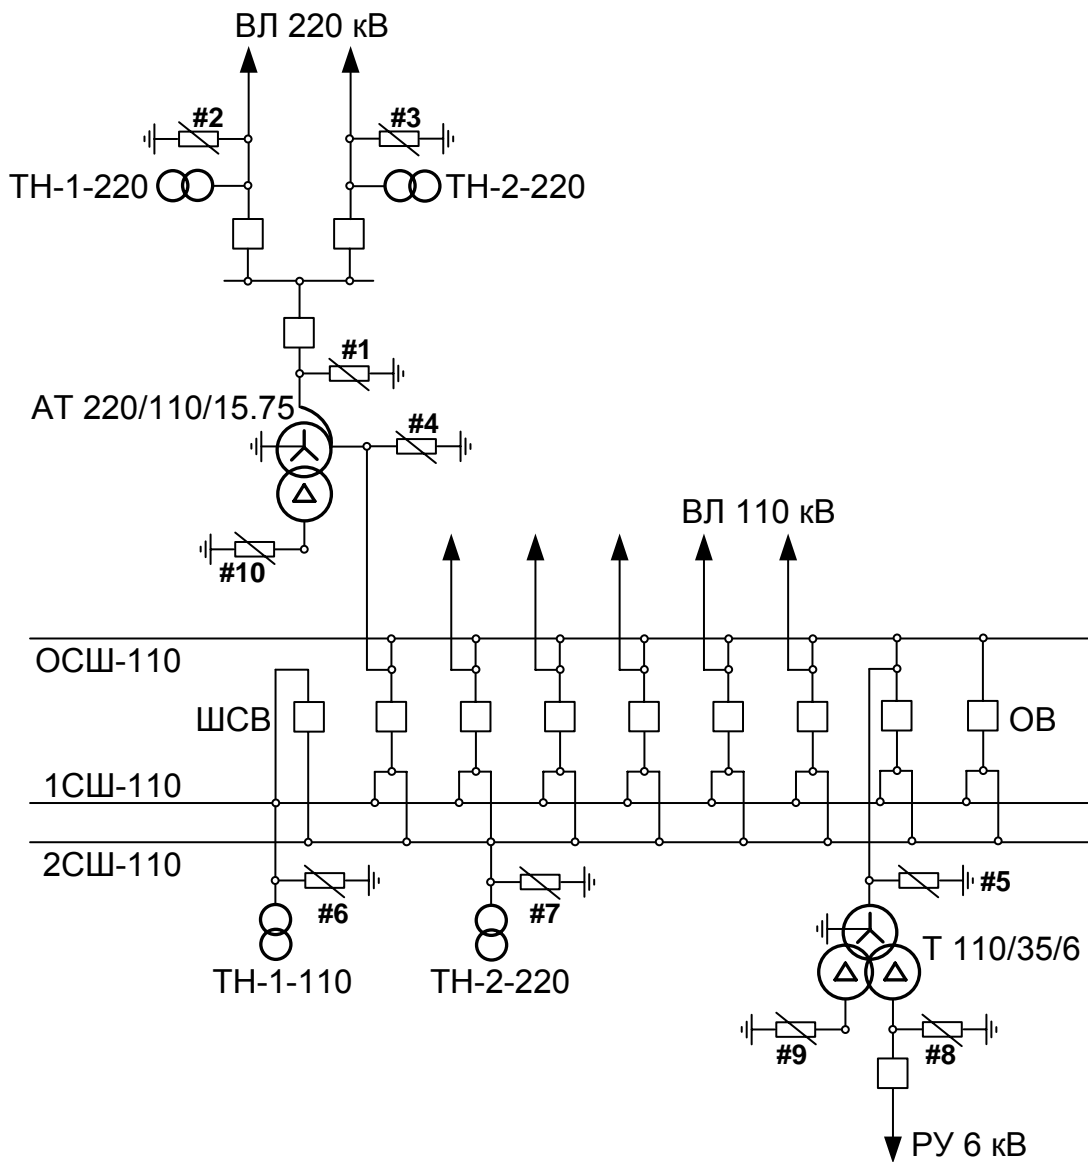 ВЛ 220 кВ
#2
#3
ТН-1-220
ТН-2-220
#1
АТ 220/110/15.75
#4
ВЛ 110 кВ
#10
ОСШ-110
ШСВ
ОВ
1СШ-110
2СШ-110
#6
#7
#5
ТН-1-110
ТН-2-220
Т 110/35/6
#9
#8
РУ 6 кВ